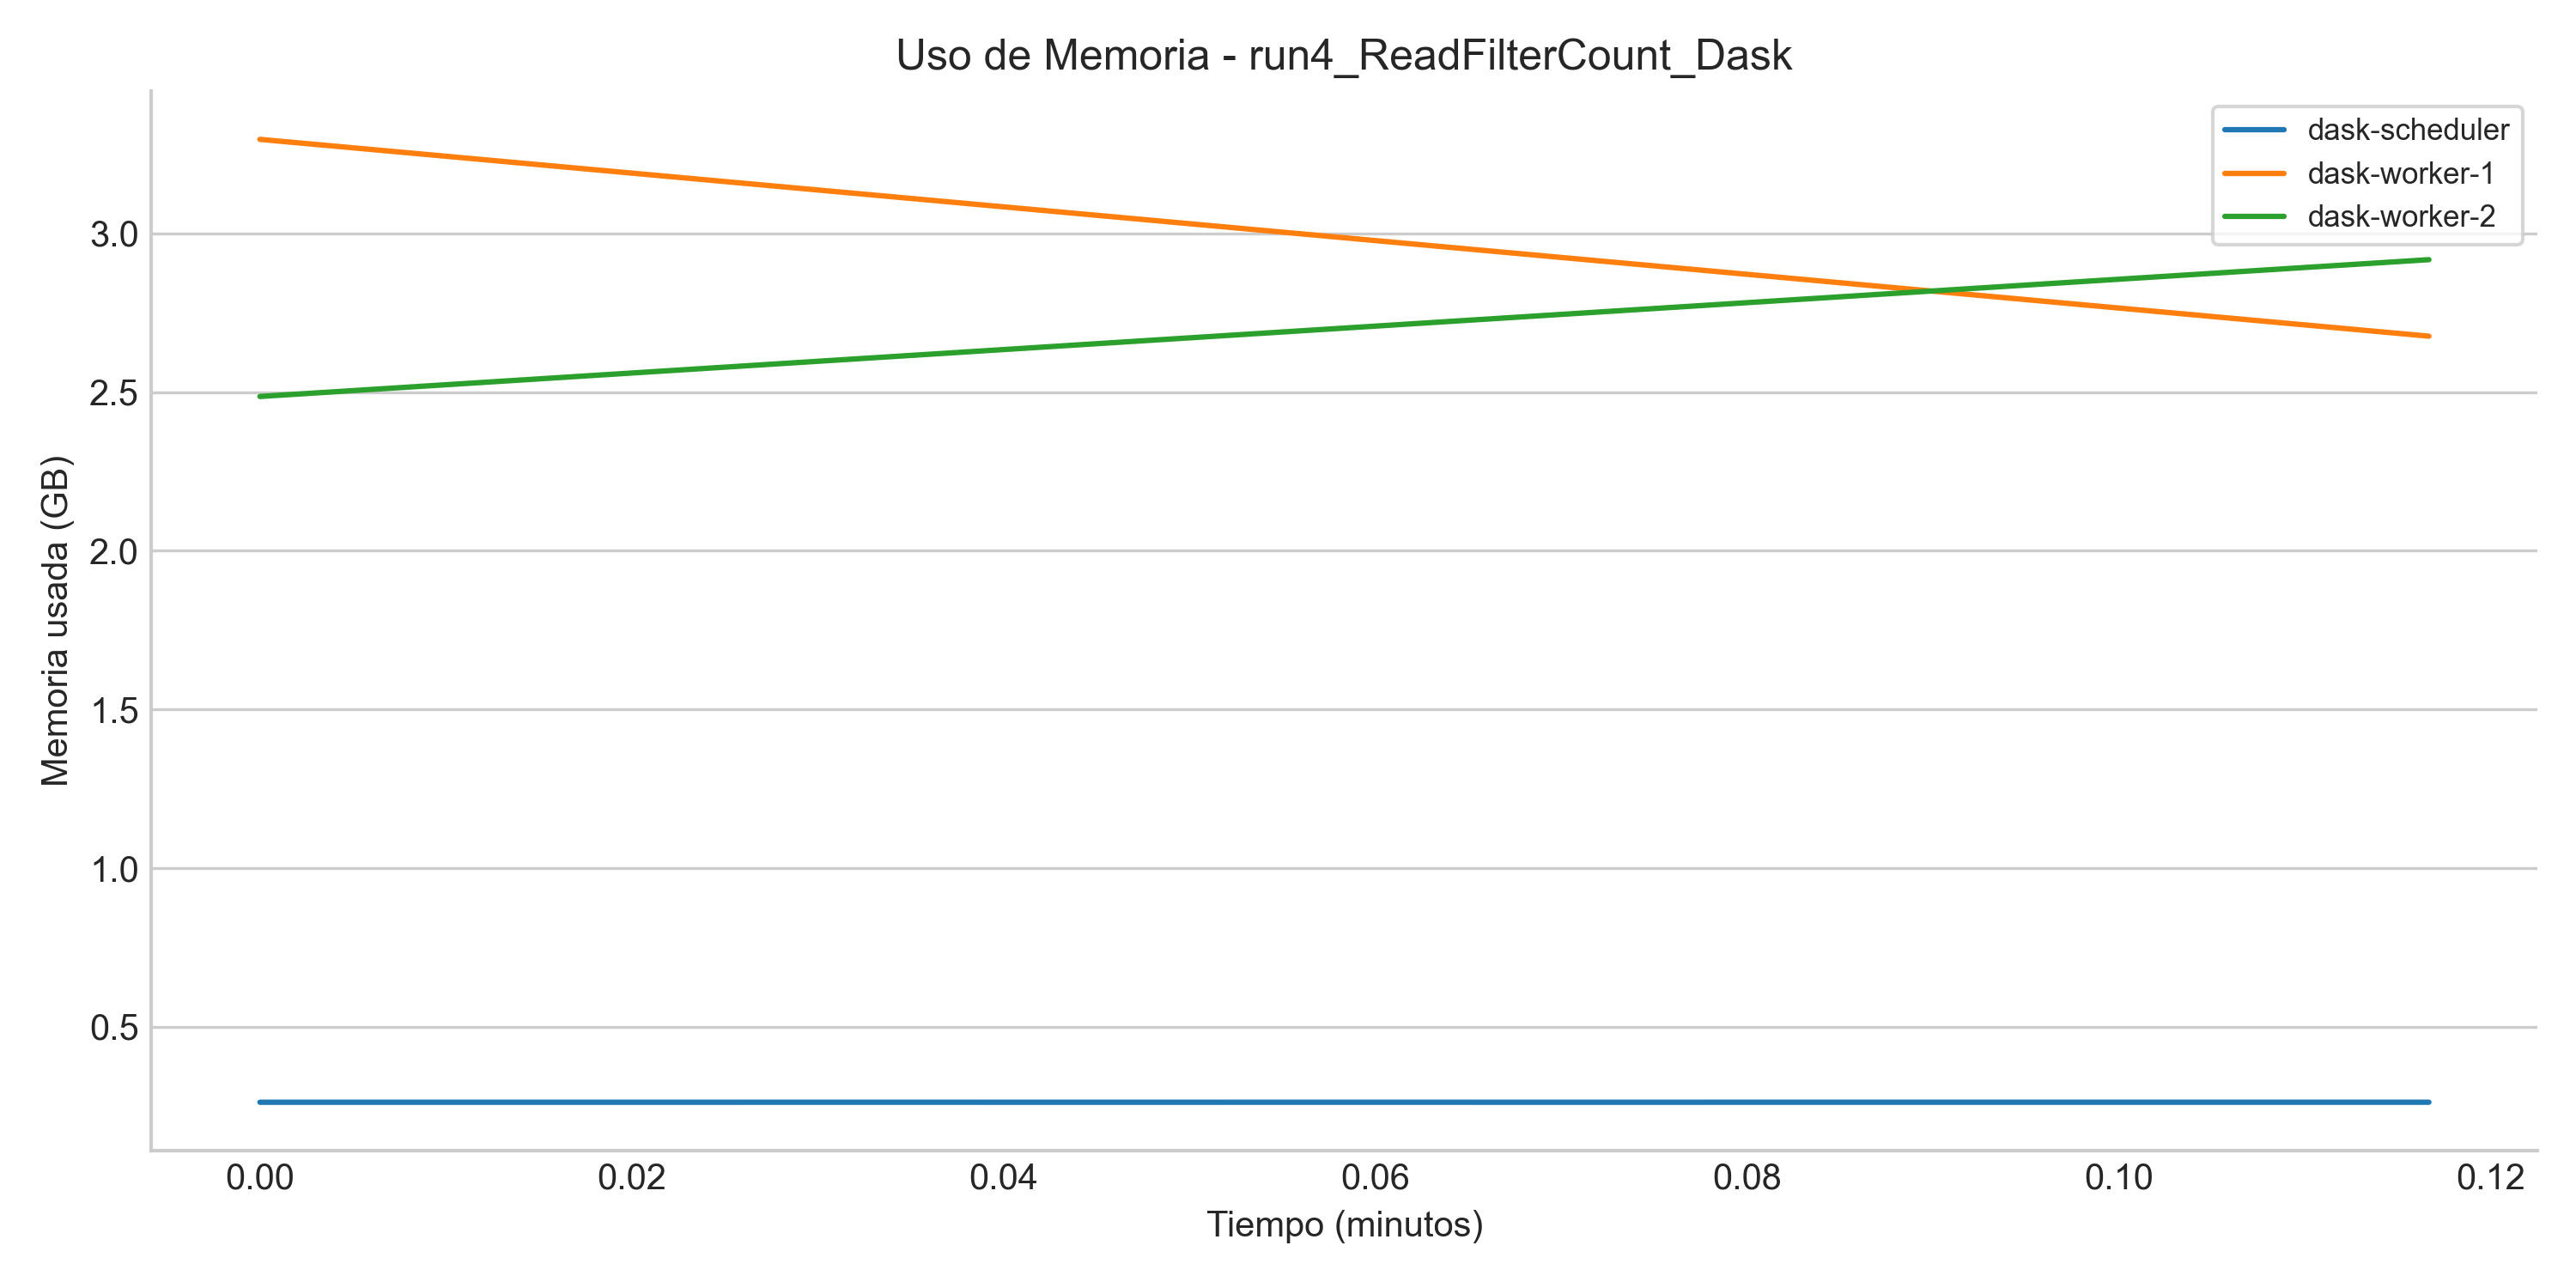 Uso de Memoria - run4_ReadFilterCount_Dask
dask-scheduler
dask-worker-1
dask-worker-2
Memoria usada (GB)
3.0
2.5
2.0
1.5
1.0
0.5
0.00 0.02 0.04 0.06 0.08 0.10 0.12
Tiempo (minutos)